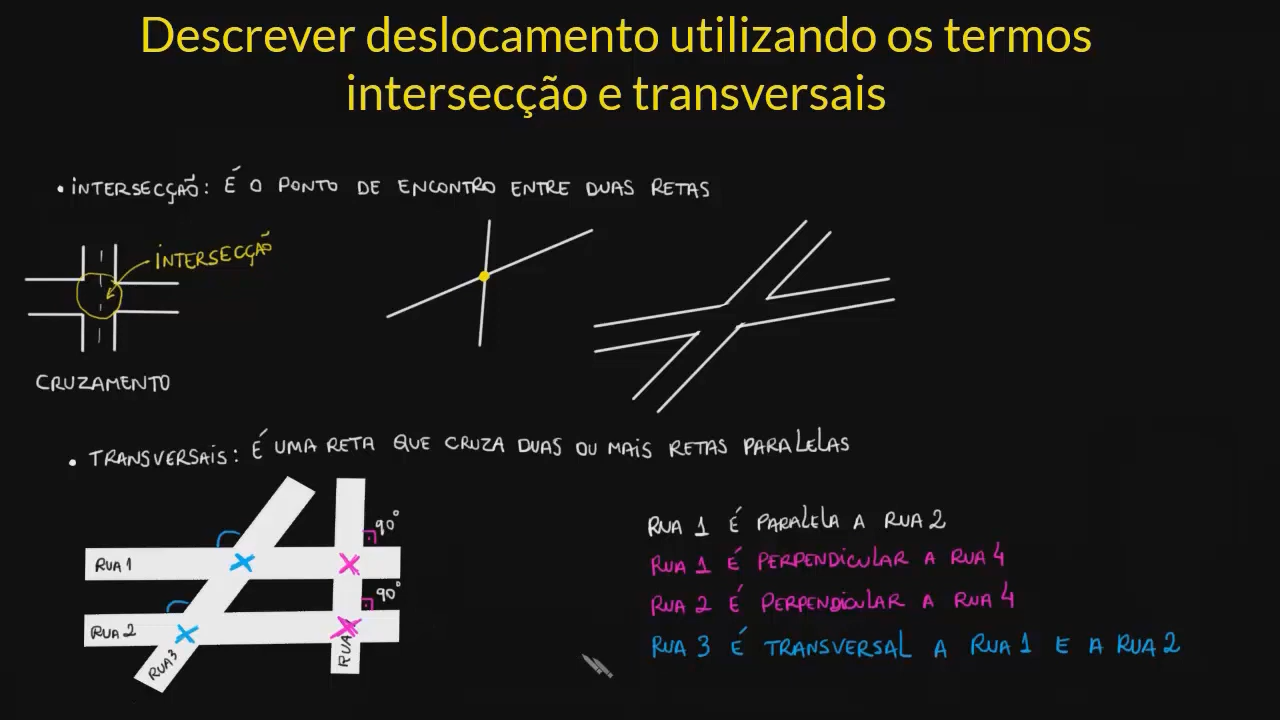 Descrever deslocamento utilizando os termos
intersecção e transversais
• INTERSECÇÃO: É O PONTO DE ENCONTRO ENTRE DUAS RETAS
INTERSECÇÃO
CRUZAMENTO
• TRANSVERSAIS: É UMA RETA QUE CRUZA DUAS OU MAIS RETAS PARALELAS
90°
RUA 1
90°
RUA 2
RUA 3
RUA
RUA 1 É PARALELA A RUA 2
RUA 1 É PERPENDICULAR A RUA 4
RUA 2 É PERPENDICULAR A RUA 4
RUA 3 É TRANSVERSAL A RUA 1 E A RUA 2